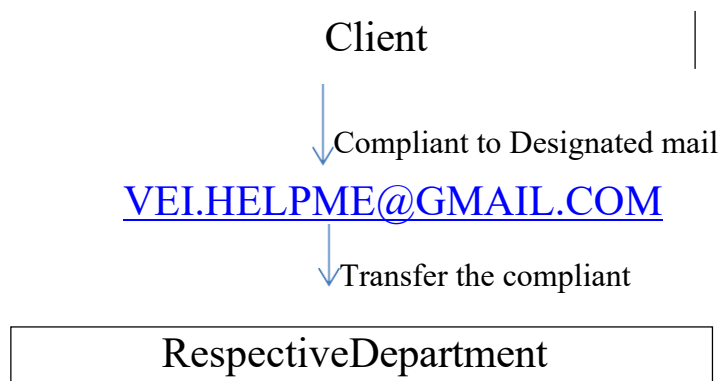 Client
Compliant to Designated mail
VEI.HELPME@GMAIL.COM
Transfer the compliant
RespectiveDepartment